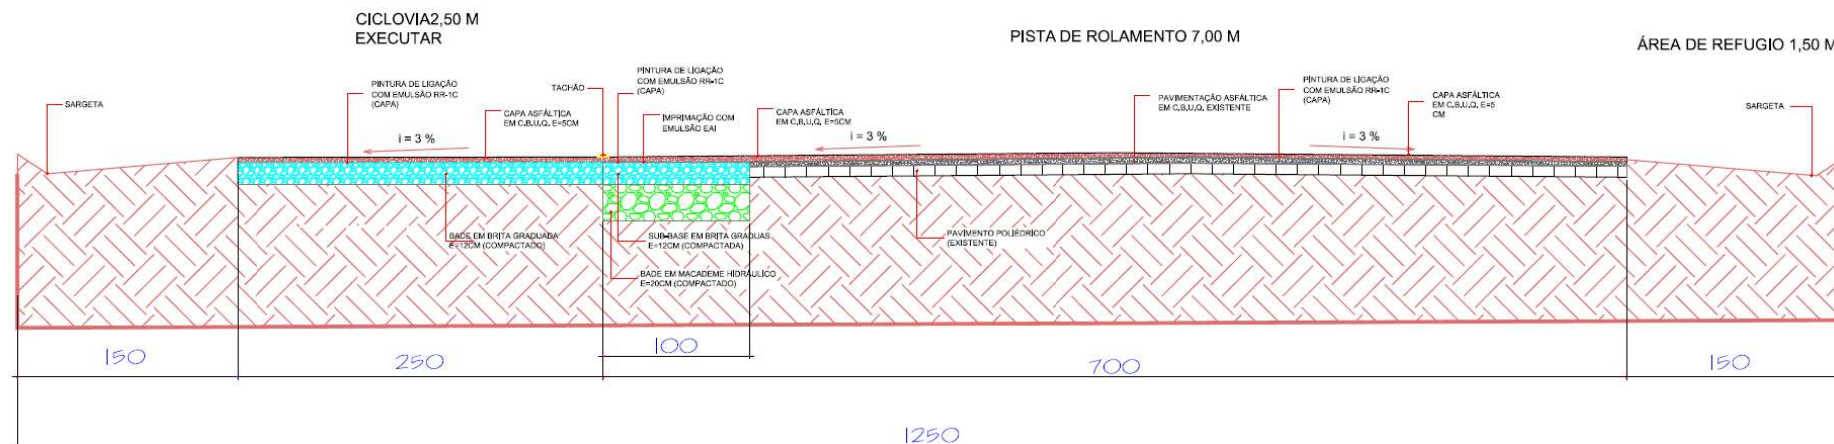 CICLOVIA2,50 M
EXECUTAR
PISTA DE ROLAMENTO 7,00 M
ÁREA DE REFUGIO 1,50 M
SARGETA
PINTURA DE LIGAÇÃO
COM EMULSÃO RR-1C
(CAPA)
CAPA ASFÁLTICA
EM C.B.U.Q. E=5CM
TACHÃO
PINTURA DE LIGAÇÃO
COM EMULSÃO RR-1C
(CAPA)
IMPRIMAÇÃO COM
EMULSÃO EAI
CAPA ASFÁLTICA
EM C.B.U.Q. E=5CM
PAVIMENTAÇÃO ASFÁLTICA
EM C.B.U.Q. EXISTENTE
PINTURA DE LIGAÇÃO
COM EMULSÃO RR-1C
(CAPA)
CAPA ASFÁLTICA
EM C.B.U.Q. E=5
CM
SARGETA
i = 3 %
i = 3 %
i = 3 %
BADE EM BRITA GRADUADA
E=12CM (COMPACTADO)
SUB-BASE EM BRITA GRADUAS
E=12CM (COMPACTADA)
BADE EM MACADEME HIDRÁULICO
E=20CM (COMPACTADO)
PAVIMENTO POLIÉDRICO
(EXISTENTE)
150
250
100
700
150
1250